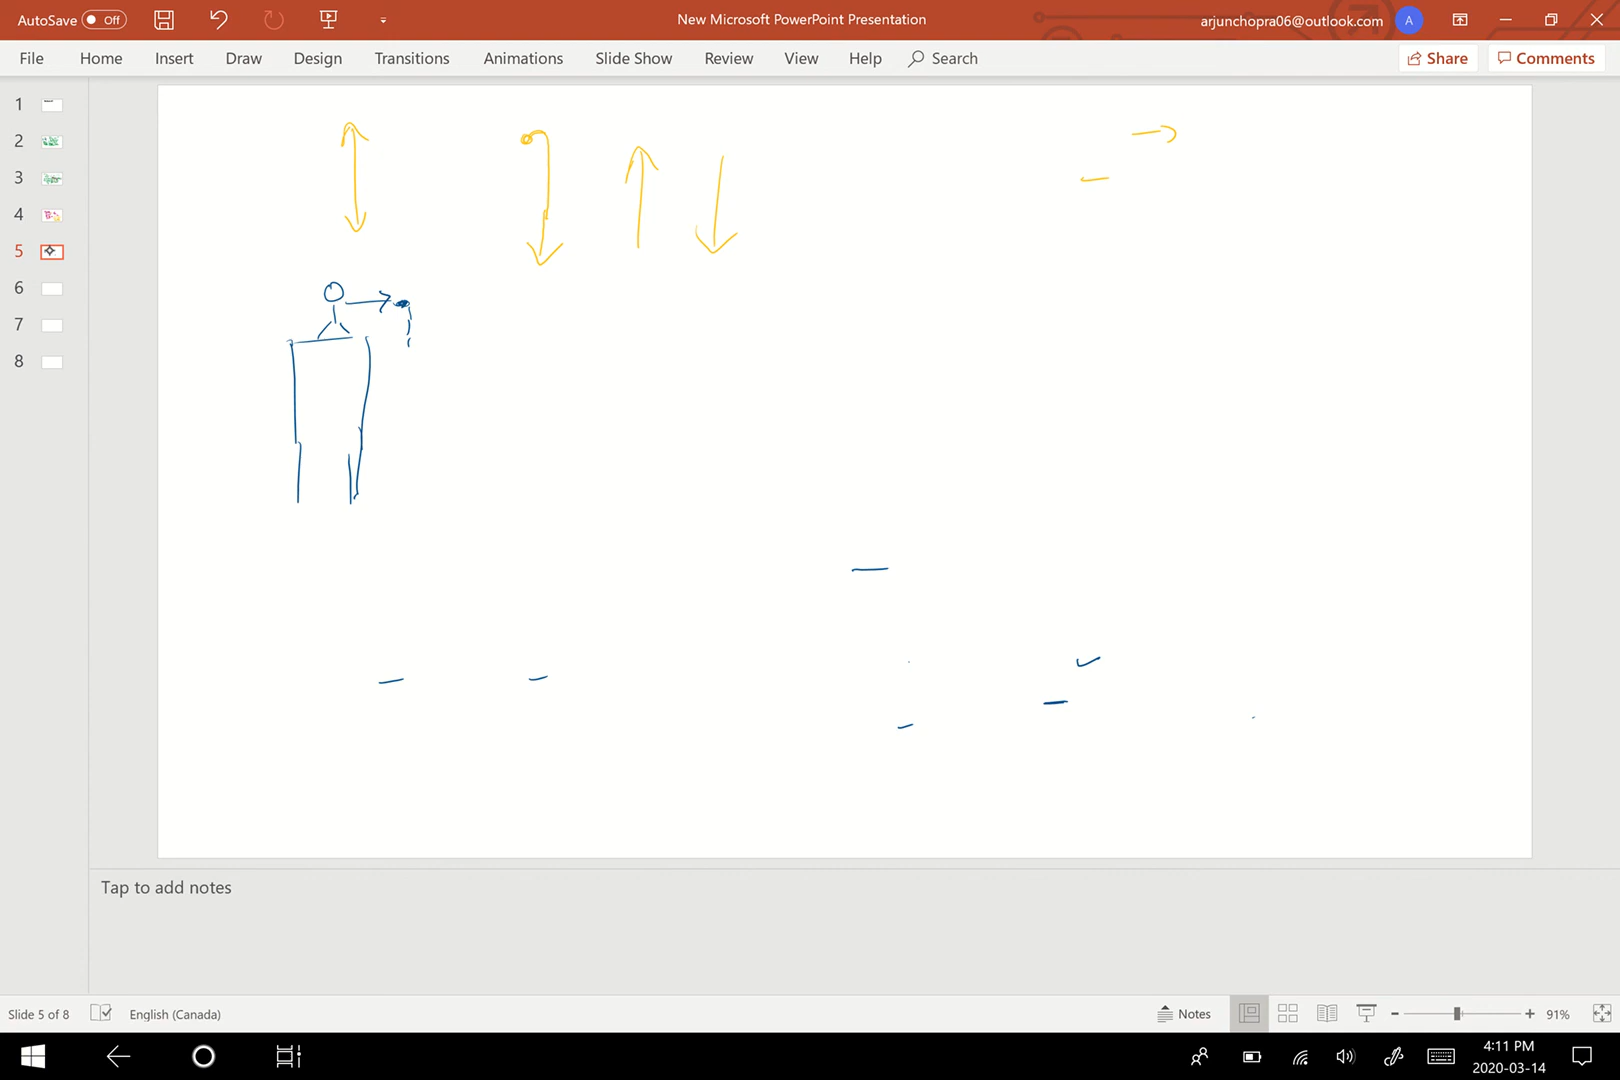 AutoSave Off New Microsoft PowerPoint Presentation arjunchopra06@outlook.com A
File Home Insert Draw Design Transitions Animations Slide Show Review View Help Search Share Comments
1
2
3
4
5
6
7
8
Tap to add notes
Slide 5 of 8 English (Canada) Notes 91%
4:11 PM
2020-03-14